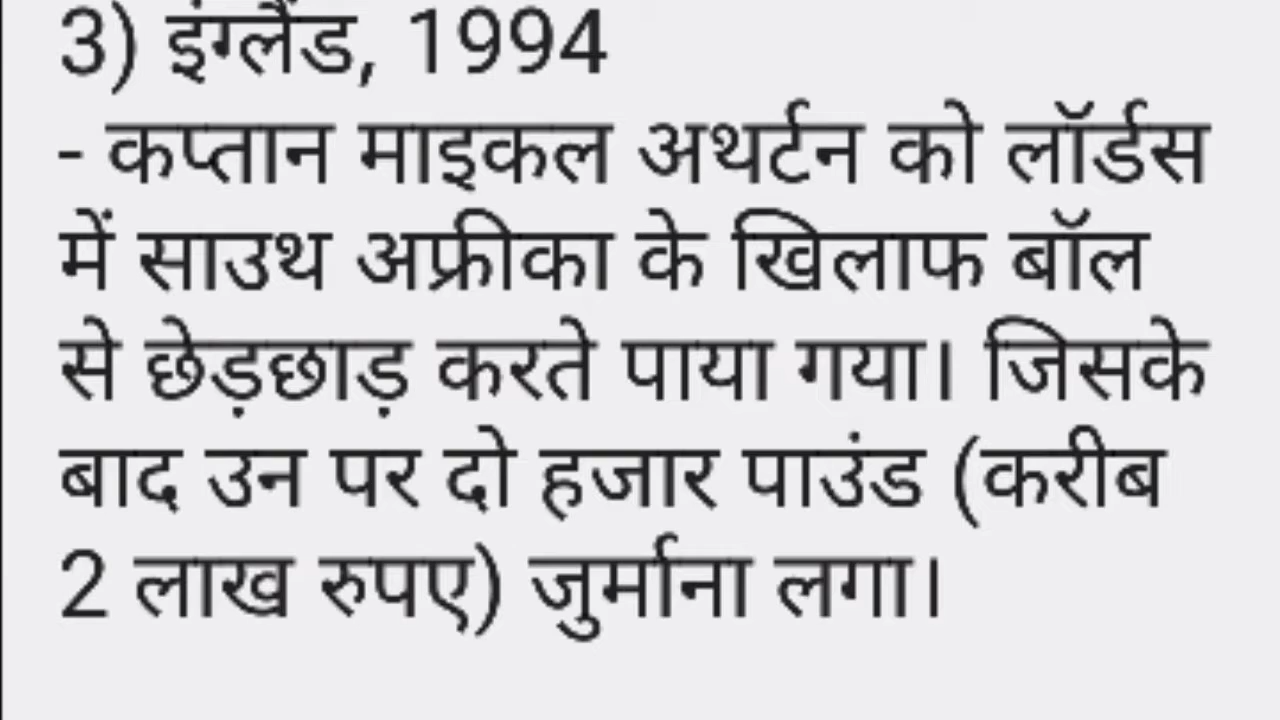 3) इंग्लैंड, 1994
- कप्तान माइकल अथर्टन को लॉर्डस
में साउथ अफ्रीका के खिलाफ बॉल
से छेड़छाड़ करते पाया गया। जिसके
बाद उन पर दो हजार पाउंड (करीब
2 लाख रुपए) जुर्माना लगा।